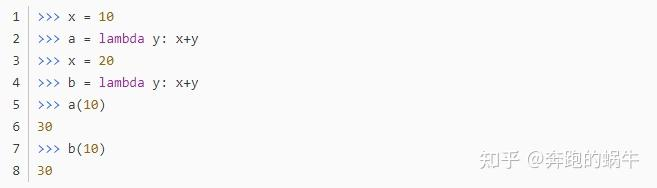 1 >>> x = 10
2 >>> a = lambda y: x+y
3 >>> x = 20
4 >>> b = lambda y: x+y
5 >>> a(10)
6 30
7 >>> b(10)
8 30
知乎 @奔跑的蜗牛